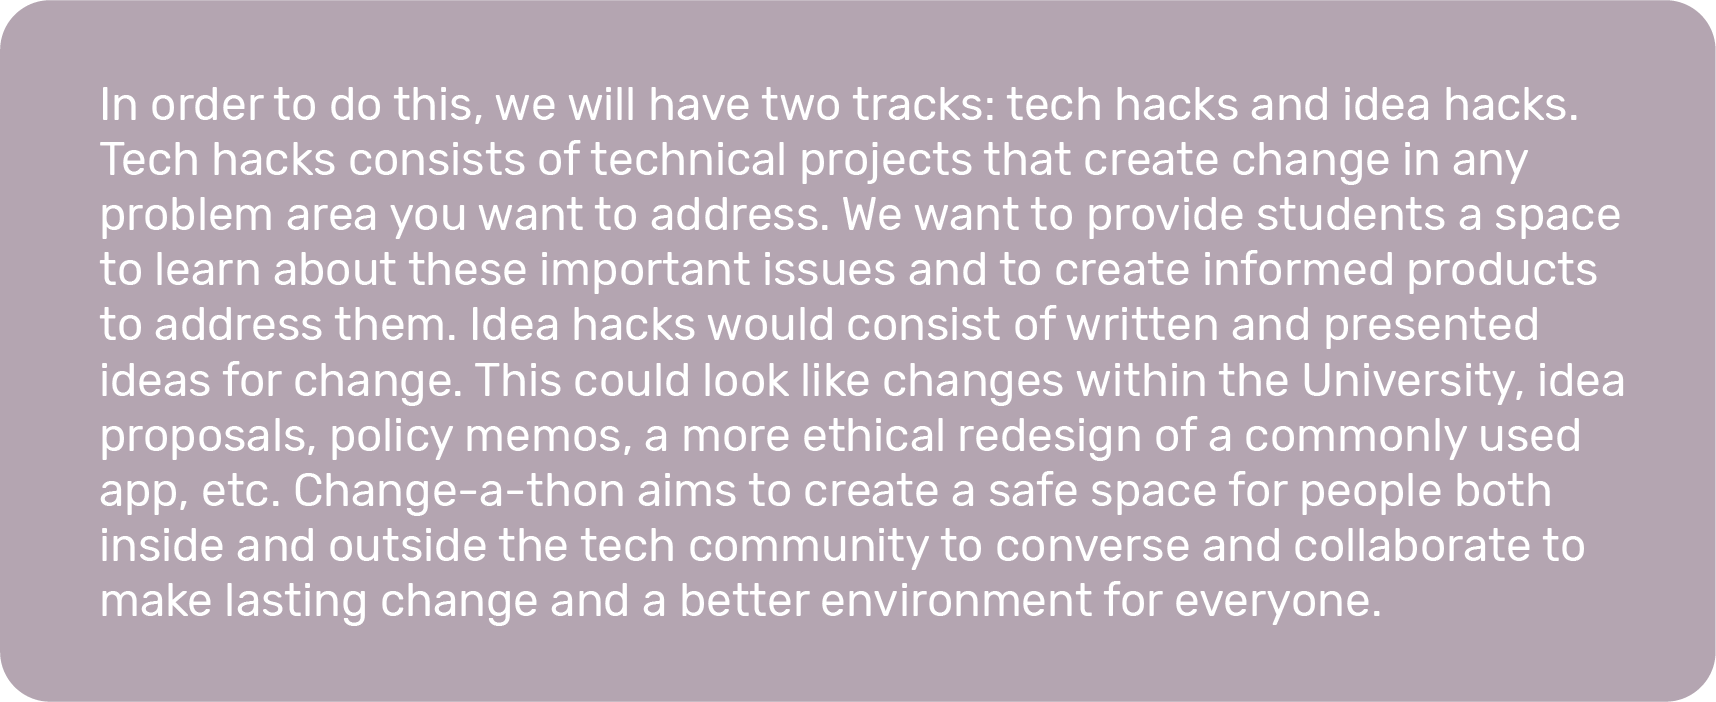 In order to do this, we will have two tracks: tech hacks and idea hacks.
Tech hacks consists of technical projects that create change in any
problem area you want to address. We want to provide students a space
to learn about these important issues and to create informed products
to address them. Idea hacks would consist of written and presented
ideas for change. This could look like changes within the University, idea
proposals, policy memos, a more ethical redesign of a commonly used
app, etc. Change-a-thon aims to create a safe space for people both
inside and outside the tech community to converse and collaborate to
make lasting change and a better environment for everyone.